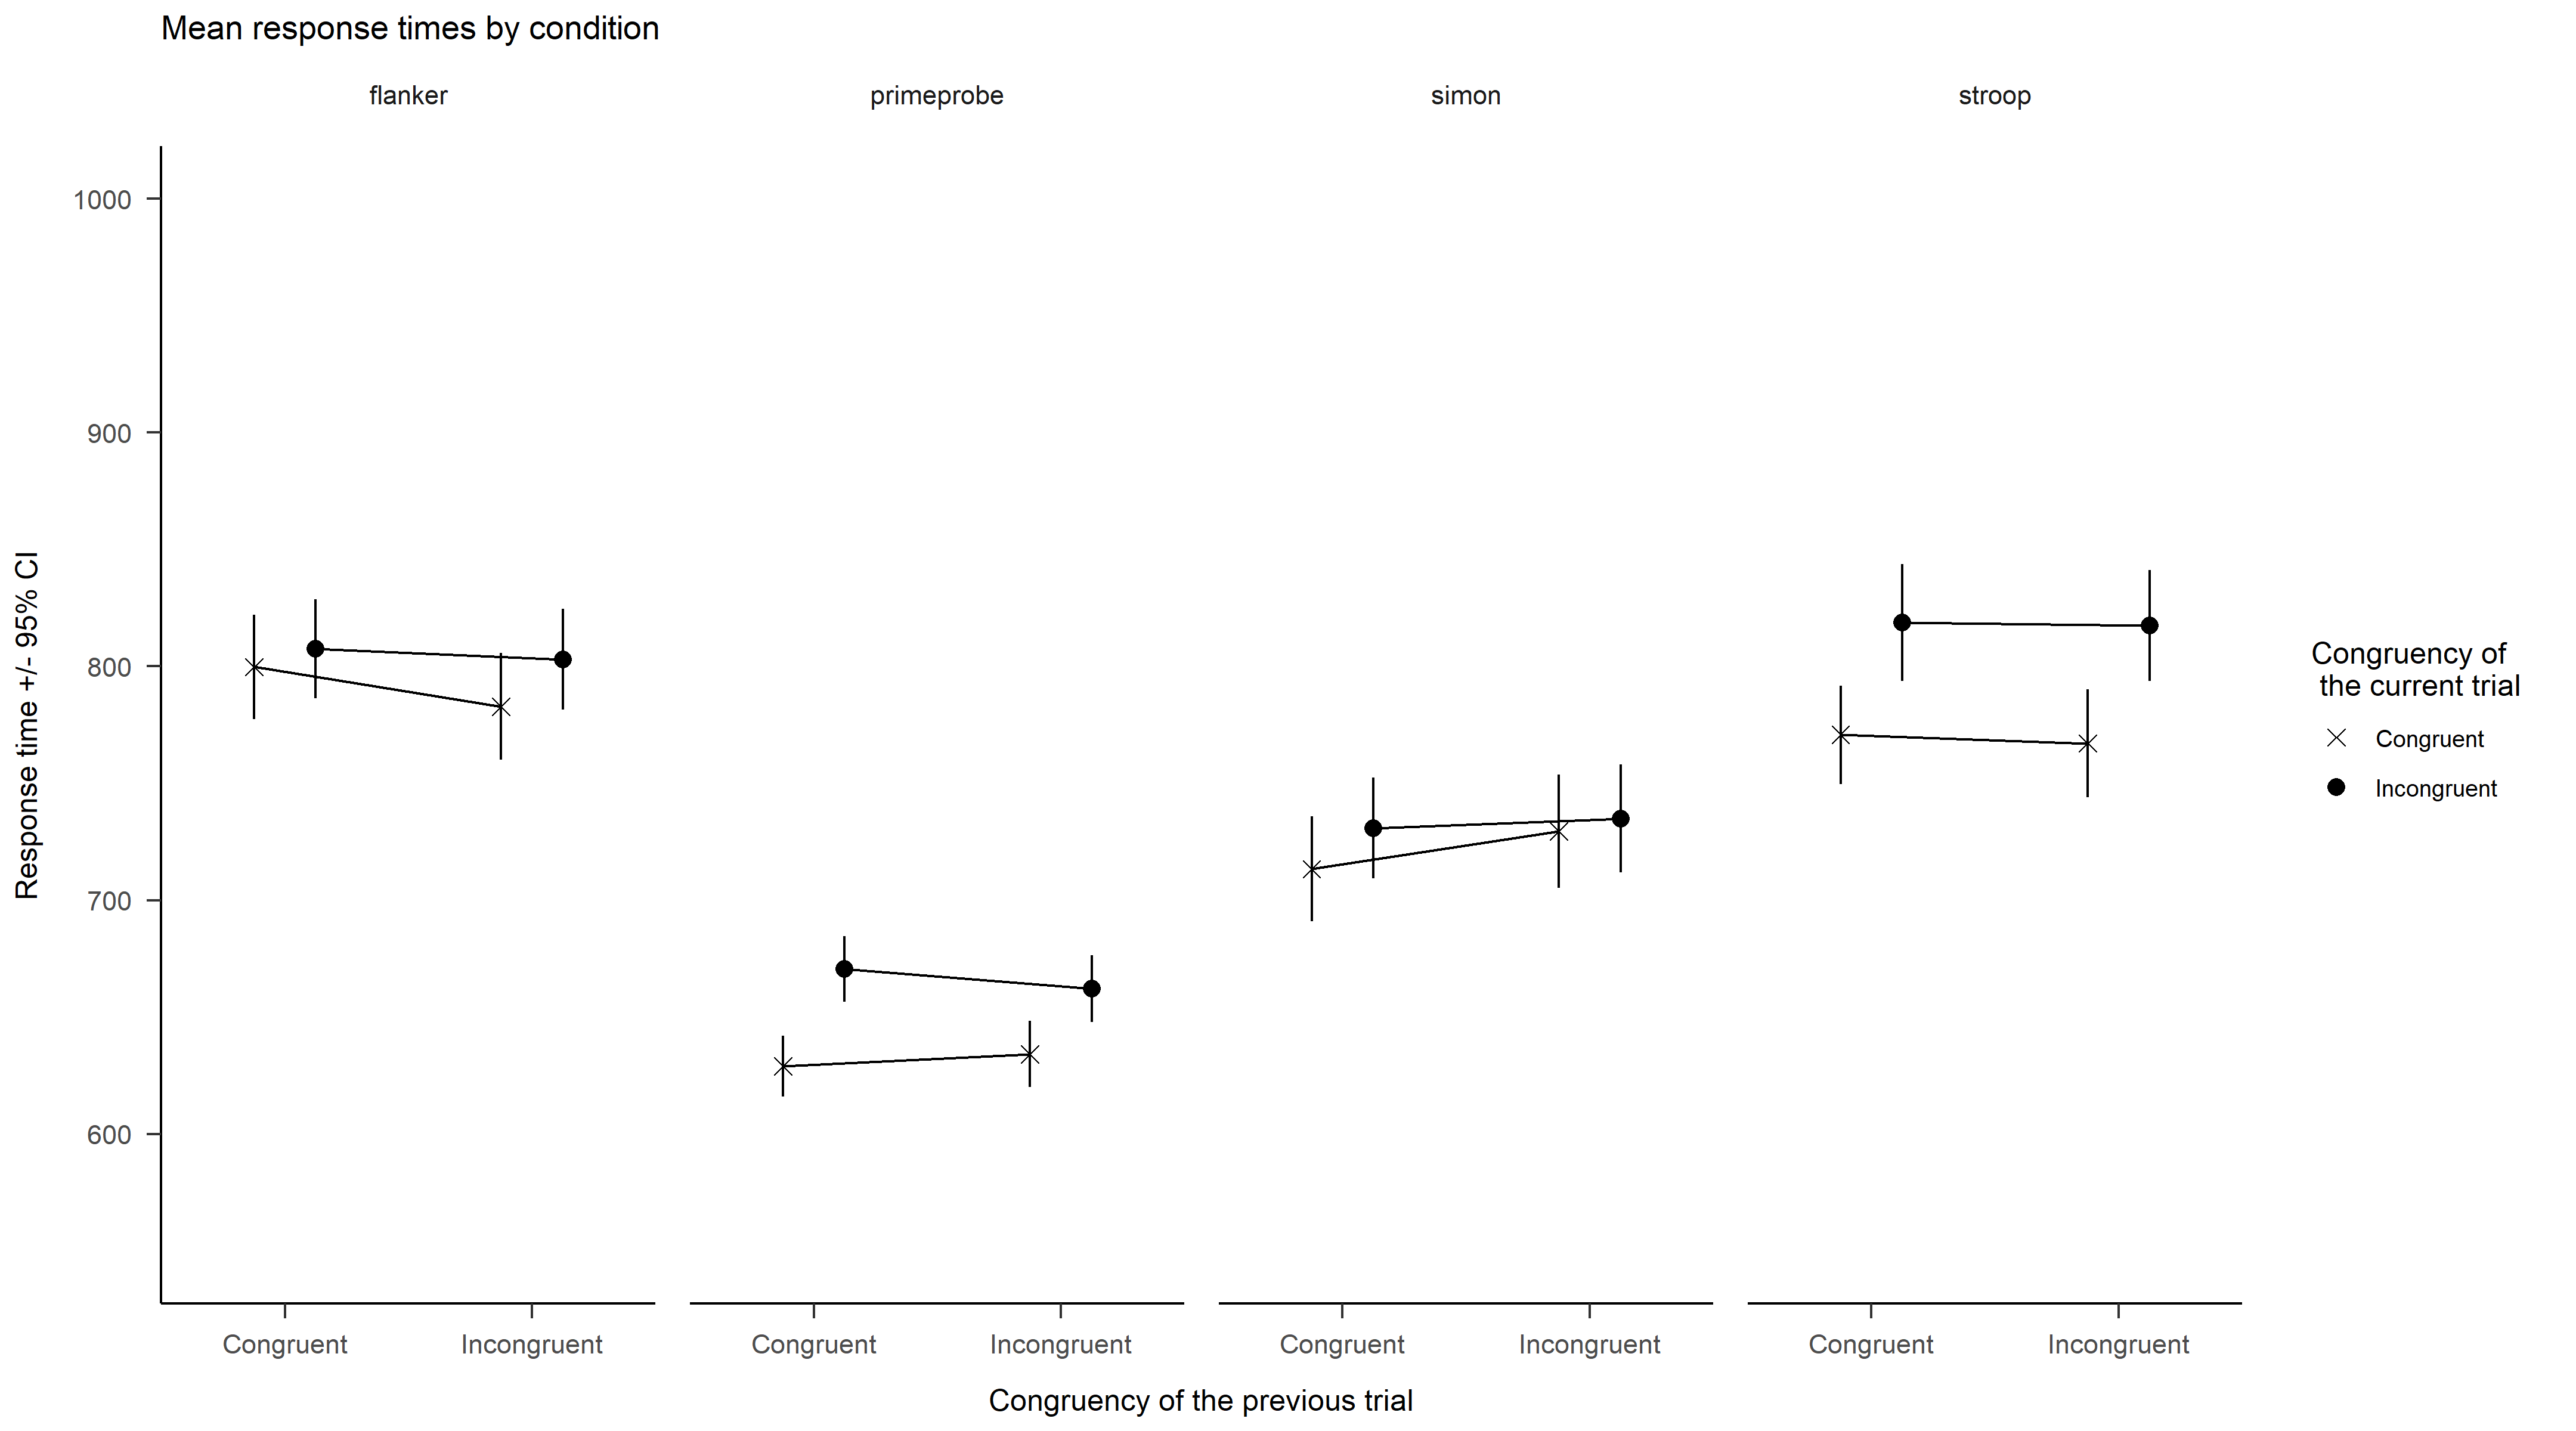 Mean response times by condition
flanker
primeprobe
simon
stroop
1000
900
800
700
600
Response time +/- 95% CI
Congruent
Incongruent
Congruent
Incongruent
Congruent
Incongruent
Congruent
Incongruent
Congruency of the previous trial
Congruency of
the current trial
Congruent
Incongruent